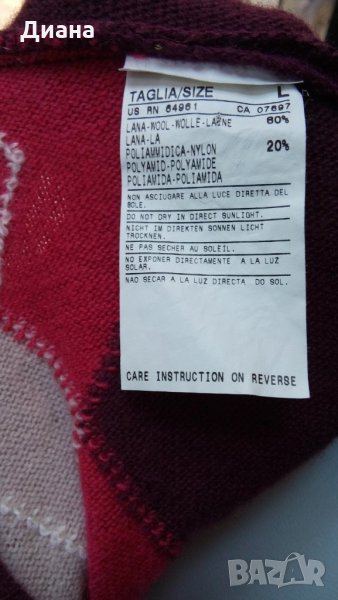 Диана
TAGLIA/SIZE L
US RN 64961 CA 07697
LANA-WOOL-WOLLE-LAINE 80%
LANA-LA
POLIAMMIDICA-NYLON 20%
POLYAMID-POLYAMIDE
POLIAMIDA-POLIAMIDA
NON ASCIUGARE ALLA LUCE DIRETTA DEL
SOLE.
DO NOT DRY IN DIRECT SUNLIGHT.
NICHT IM DIREKTEN SONNEN LICHT
TROCKNEN.
NE PAS SECHER AU SOLEIL.
NO EXPONER DIRECTAMENTE A LA LUZ
SOLAR.
NAO SECAR A LA LUZ DIRECTA DO SOL.
CARE INSTRUCTION ON REVERSE
BAZAR